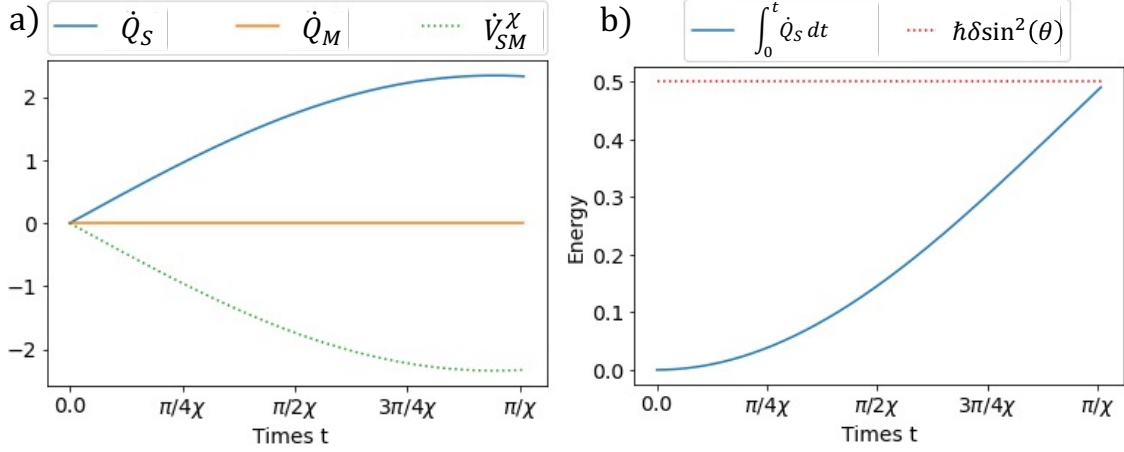 a) Q̇_S Q̇_M V̇_SM^χ
2
1
0
−1
−2
0.0 π/4χ π/2χ 3π/4χ π/χ
Times t
b) ∫_0^t Q̇_S dt ħδsin²(θ)
0.5
0.4
0.3
0.2
0.1
0.0
Energy
0.0 π/4χ π/2χ 3π/4χ π/χ
Times t